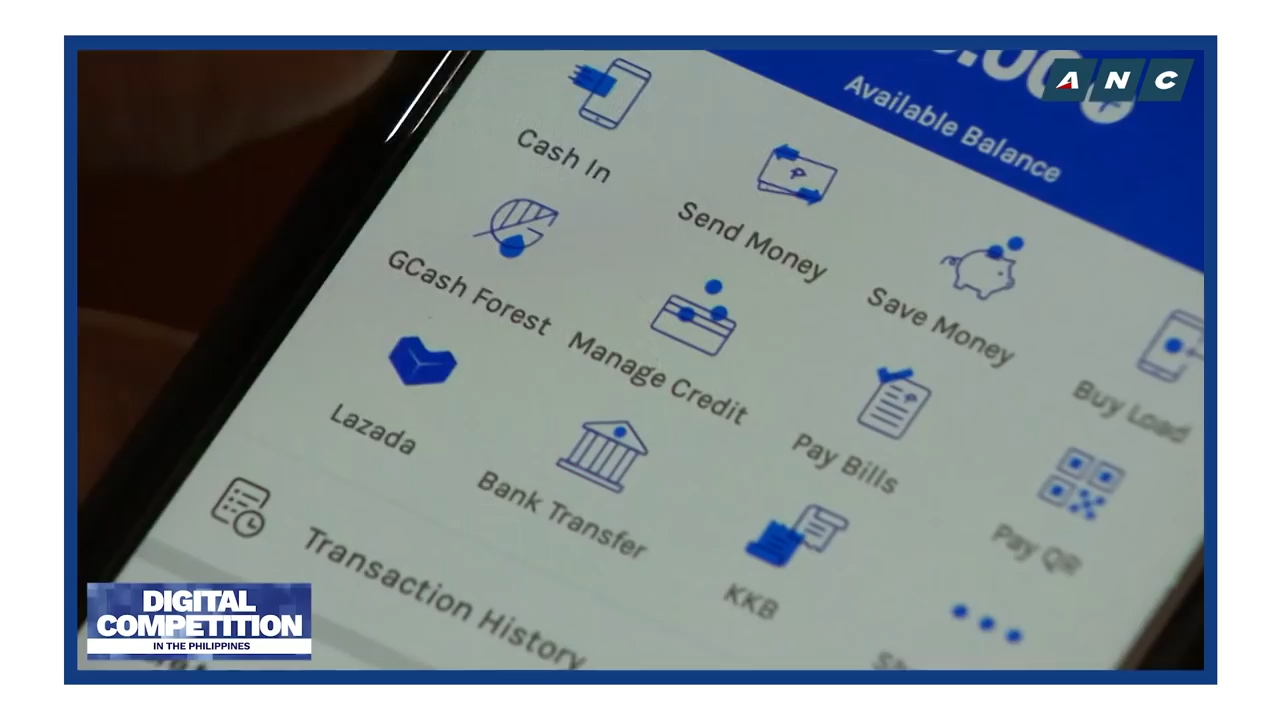 ANC
Available Balance
Cash In
Send Money
Save Money
Buy Load
GCash Forest
Manage Credit
Pay Bills
Pay QR
Lazada
Bank Transfer
KKB
Transaction History
DIGITAL
COMPETITION
IN THE PHILIPPINES